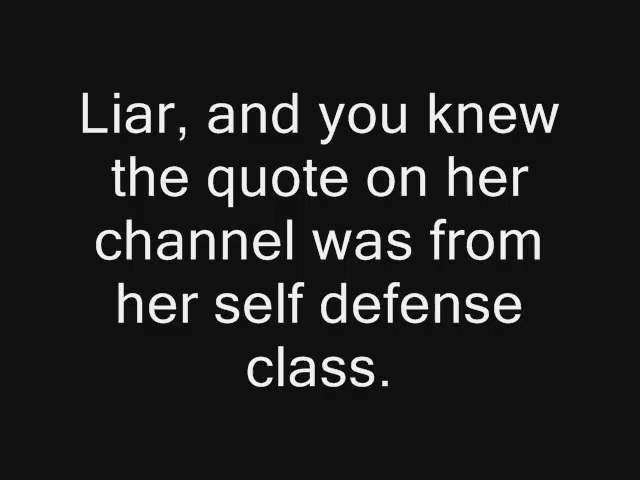 Liar, and you knew
the quote on her
channel was from
her self defense
class.